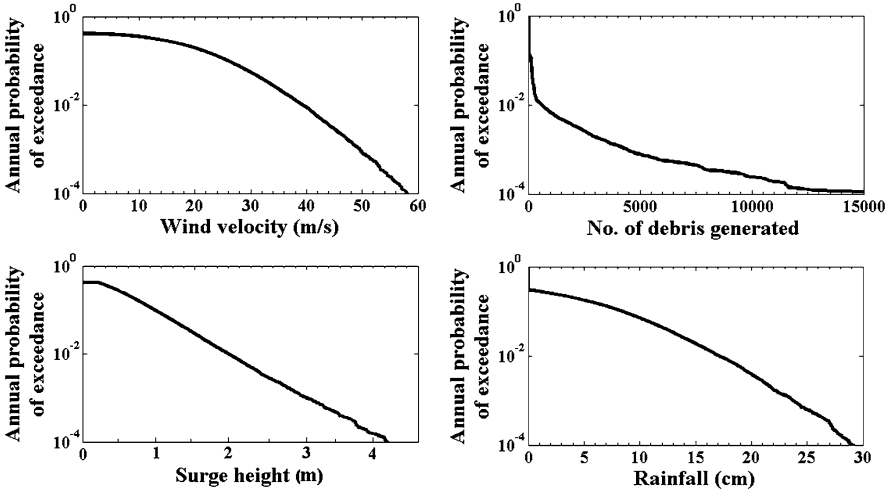 Annual probability
of exceedance
10^0
10^-2
10^-4
0 10 20 30 40 50 60
Wind velocity (m/s)
Annual probability
of exceedance
10^0
10^-2
10^-4
0 5000 10000 15000
No. of debris generated
Annual probability
of exceedance
10^0
10^-2
10^-4
0 1 2 3 4
Surge height (m)
Annual probability
of exceedance
10^0
10^-2
10^-4
0 5 10 15 20 25 30
Rainfall (cm)